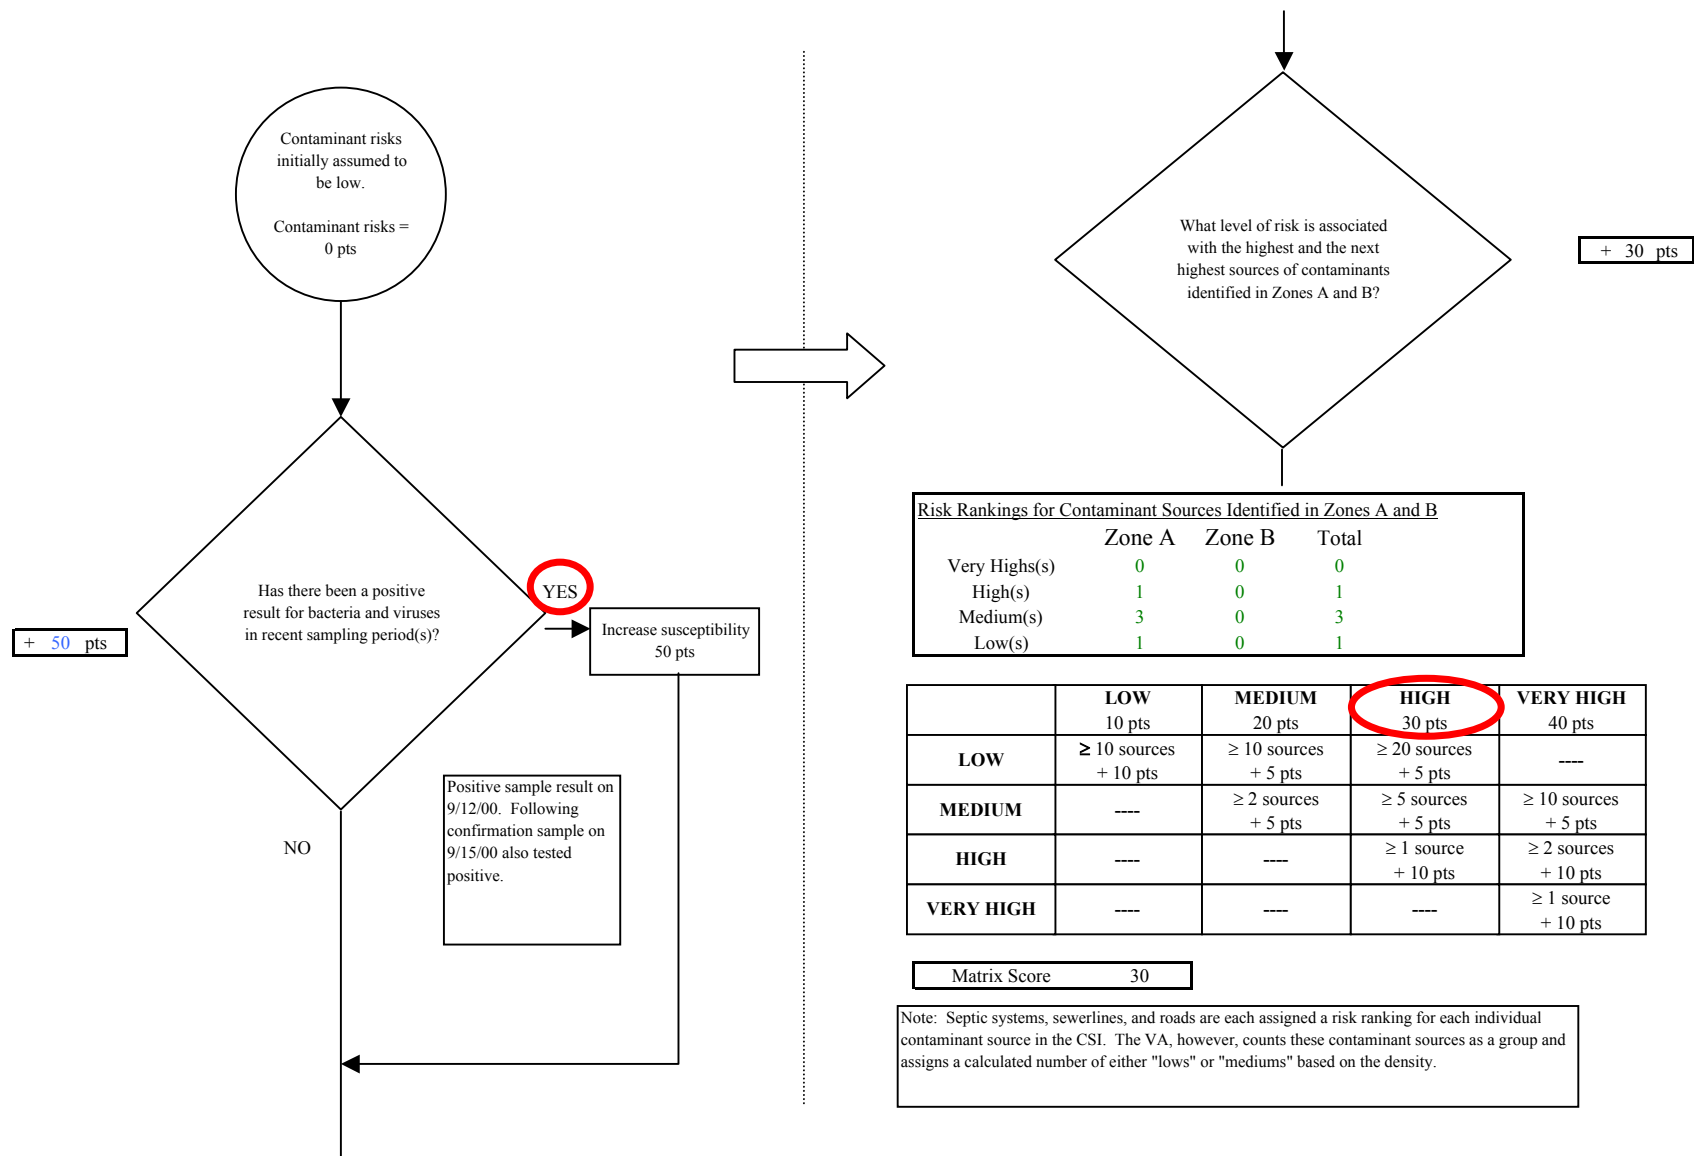 Contaminant risks
initially assumed to
be low.
Contaminant risks =
0 pts
Has there been a positive
result for bacteria and viruses
in recent sampling period(s)?
YES
+ 50 pts
Increase susceptibility
50 pts
Positive sample result on
9/12/00. Following
confirmation sample on
9/15/00 also tested
positive.
NO
What level of risk is associated
with the highest and the next
highest sources of contaminants
identified in Zones A and B?
+ 30 pts
Risk Rankings for Contaminant Sources Identified in Zones A and B
Zone A Zone B Total
Very Highs(s) 0 0 0
High(s) 1 0 1
Medium(s) 3 0 3
Low(s) 1 0 1
LOW MEDIUM HIGH VERY HIGH
10 pts 20 pts 30 pts 40 pts
LOW ≥ 10 sources + 10 pts ≥ 10 sources + 5 pts ≥ 20 sources + 5 pts ----
MEDIUM ---- ≥ 2 sources + 5 pts ≥ 5 sources + 5 pts ≥ 10 sources + 5 pts
HIGH ---- ---- ≥ 1 source + 10 pts ≥ 2 sources + 10 pts
VERY HIGH ---- ---- ---- ≥ 1 source + 10 pts
Matrix Score 30
Note: Septic systems, sewerlines, and roads are each assigned a risk ranking for each individual
contaminant source in the CSI. The VA, however, counts these contaminant sources as a group and
assigns a calculated number of either "lows" or "mediums" based on the density.